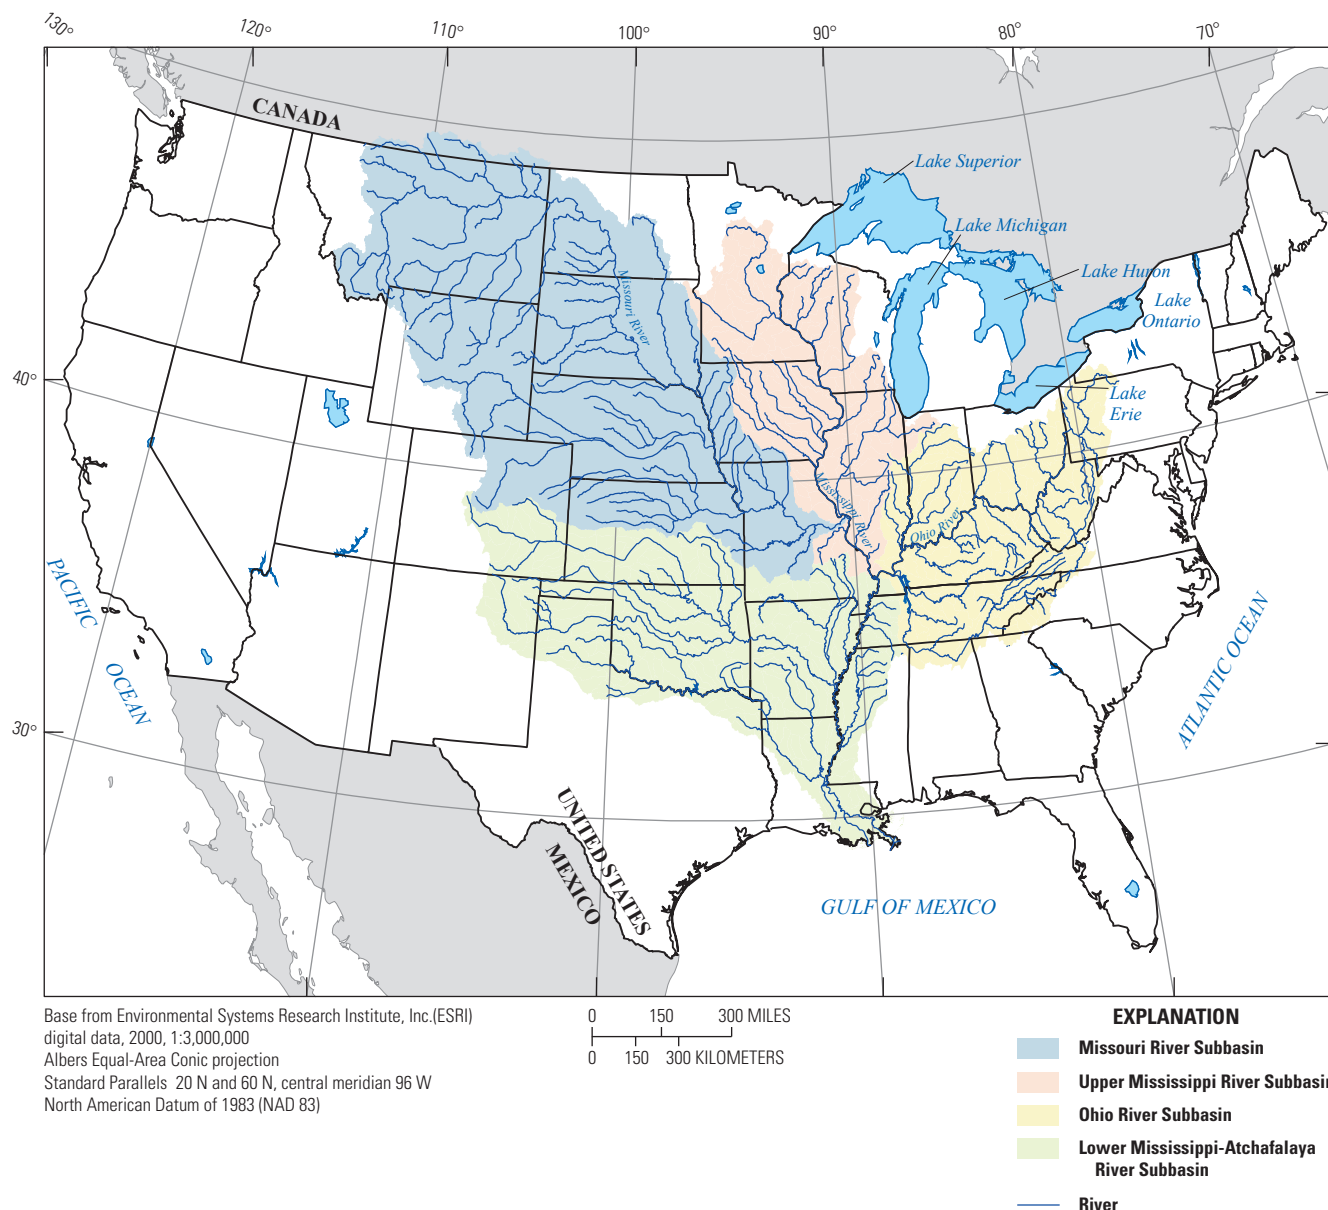 130°
120°
110°
100°
90°
80°
70°
40°
30°
CANADA
Lake Superior
Lake Michigan
Lake Huron
Lake
Ontario
Lake
Erie
Missouri River
Mississippi River
Ohio River
PACIFIC
OCEAN
ATLANTIC OCEAN
UNITED STATES
MEXICO
GULF OF MEXICO
Base from Environmental Systems Research Institute, Inc.(ESRI)
digital data, 2000, 1:3,000,000
Albers Equal-Area Conic projection
Standard Parallels 20 N and 60 N, central meridian 96 W
North American Datum of 1983 (NAD 83)
0 150 300 MILES
0 150 300 KILOMETERS
EXPLANATION
Missouri River Subbasin
Upper Mississippi River Subbasin
Ohio River Subbasin
Lower Mississippi-Atchafalaya
River Subbasin
River